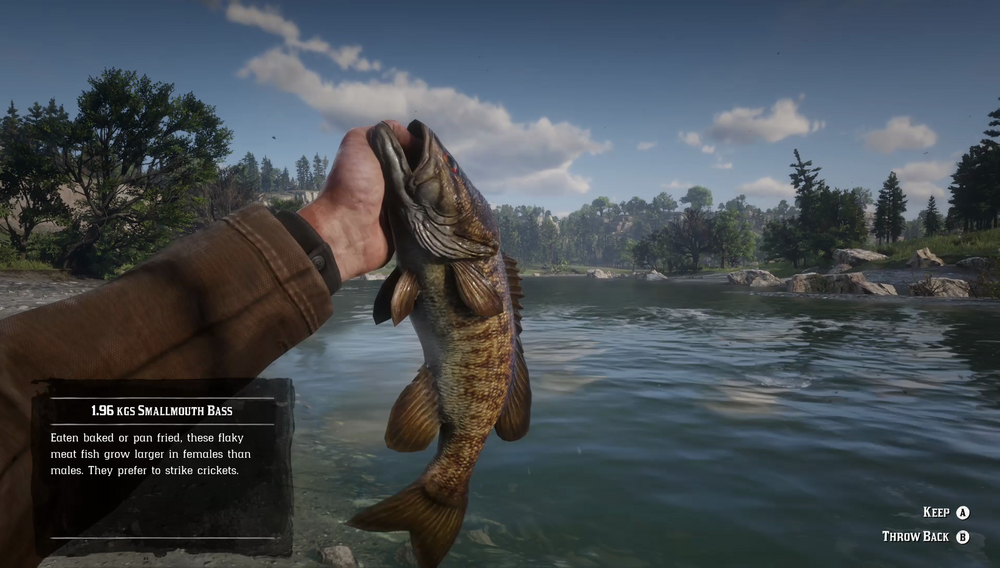 1.96 kgs Smallmouth Bass
Eaten baked or pan fried, these flaky
meat fish grow larger in females than
males. They prefer to strike crickets.
Keep A
Throw Back B